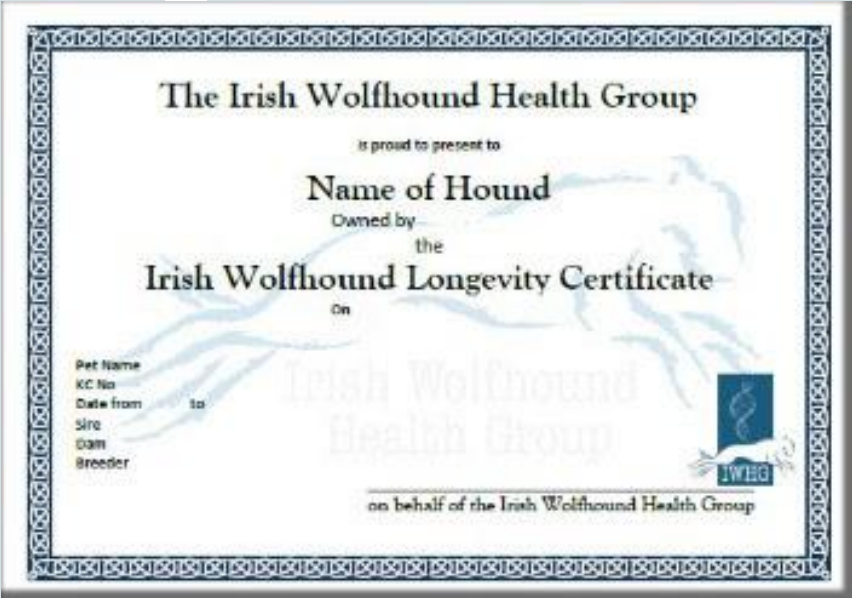 The Irish Wolfhound Health Group
is proud to present to
Name of Hound
Owned by
the
Irish Wolfhound Longevity Certificate
On
Pet Name
KC No
Date from to
Sire
Dam
Breeder
Irish Wolfhound
Health Group
IWHG
on behalf of the Irish Wolfhound Health Group